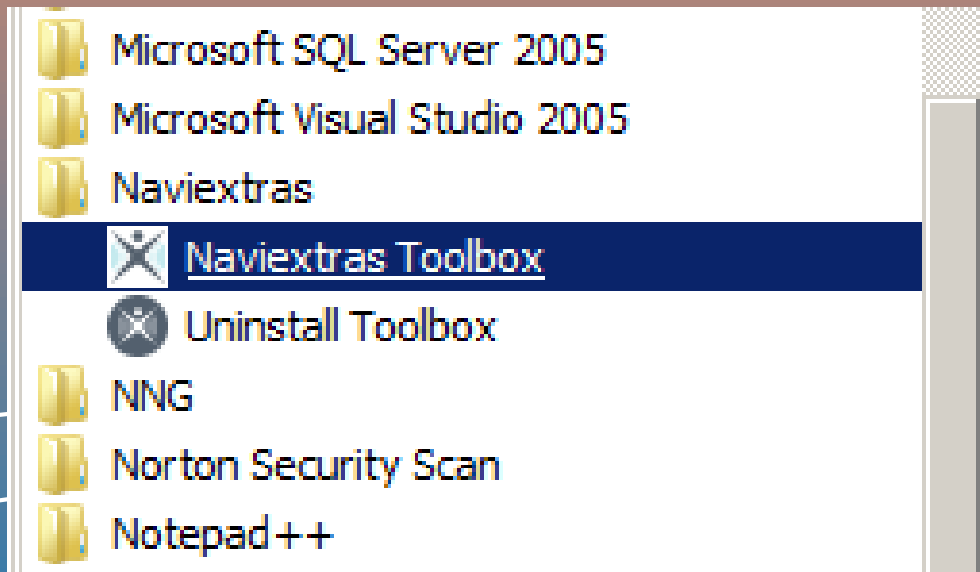 Microsoft SQL Server 2005
Microsoft Visual Studio 2005
Naviextras
Naviextras Toolbox
Uninstall Toolbox
NNG
Norton Security Scan
Notepad++